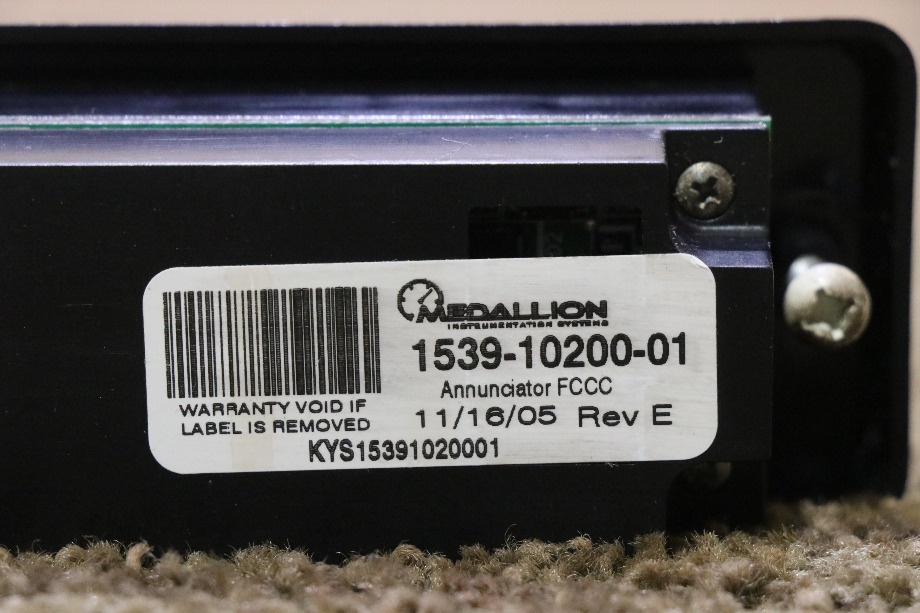 MEDALLION
INSTRUMENTATION SYSTEMS
1539-10200-01
Annunciator FCCC
11/16/05 Rev E
WARRANTY VOID IF
LABEL IS REMOVED
KYS15391020001